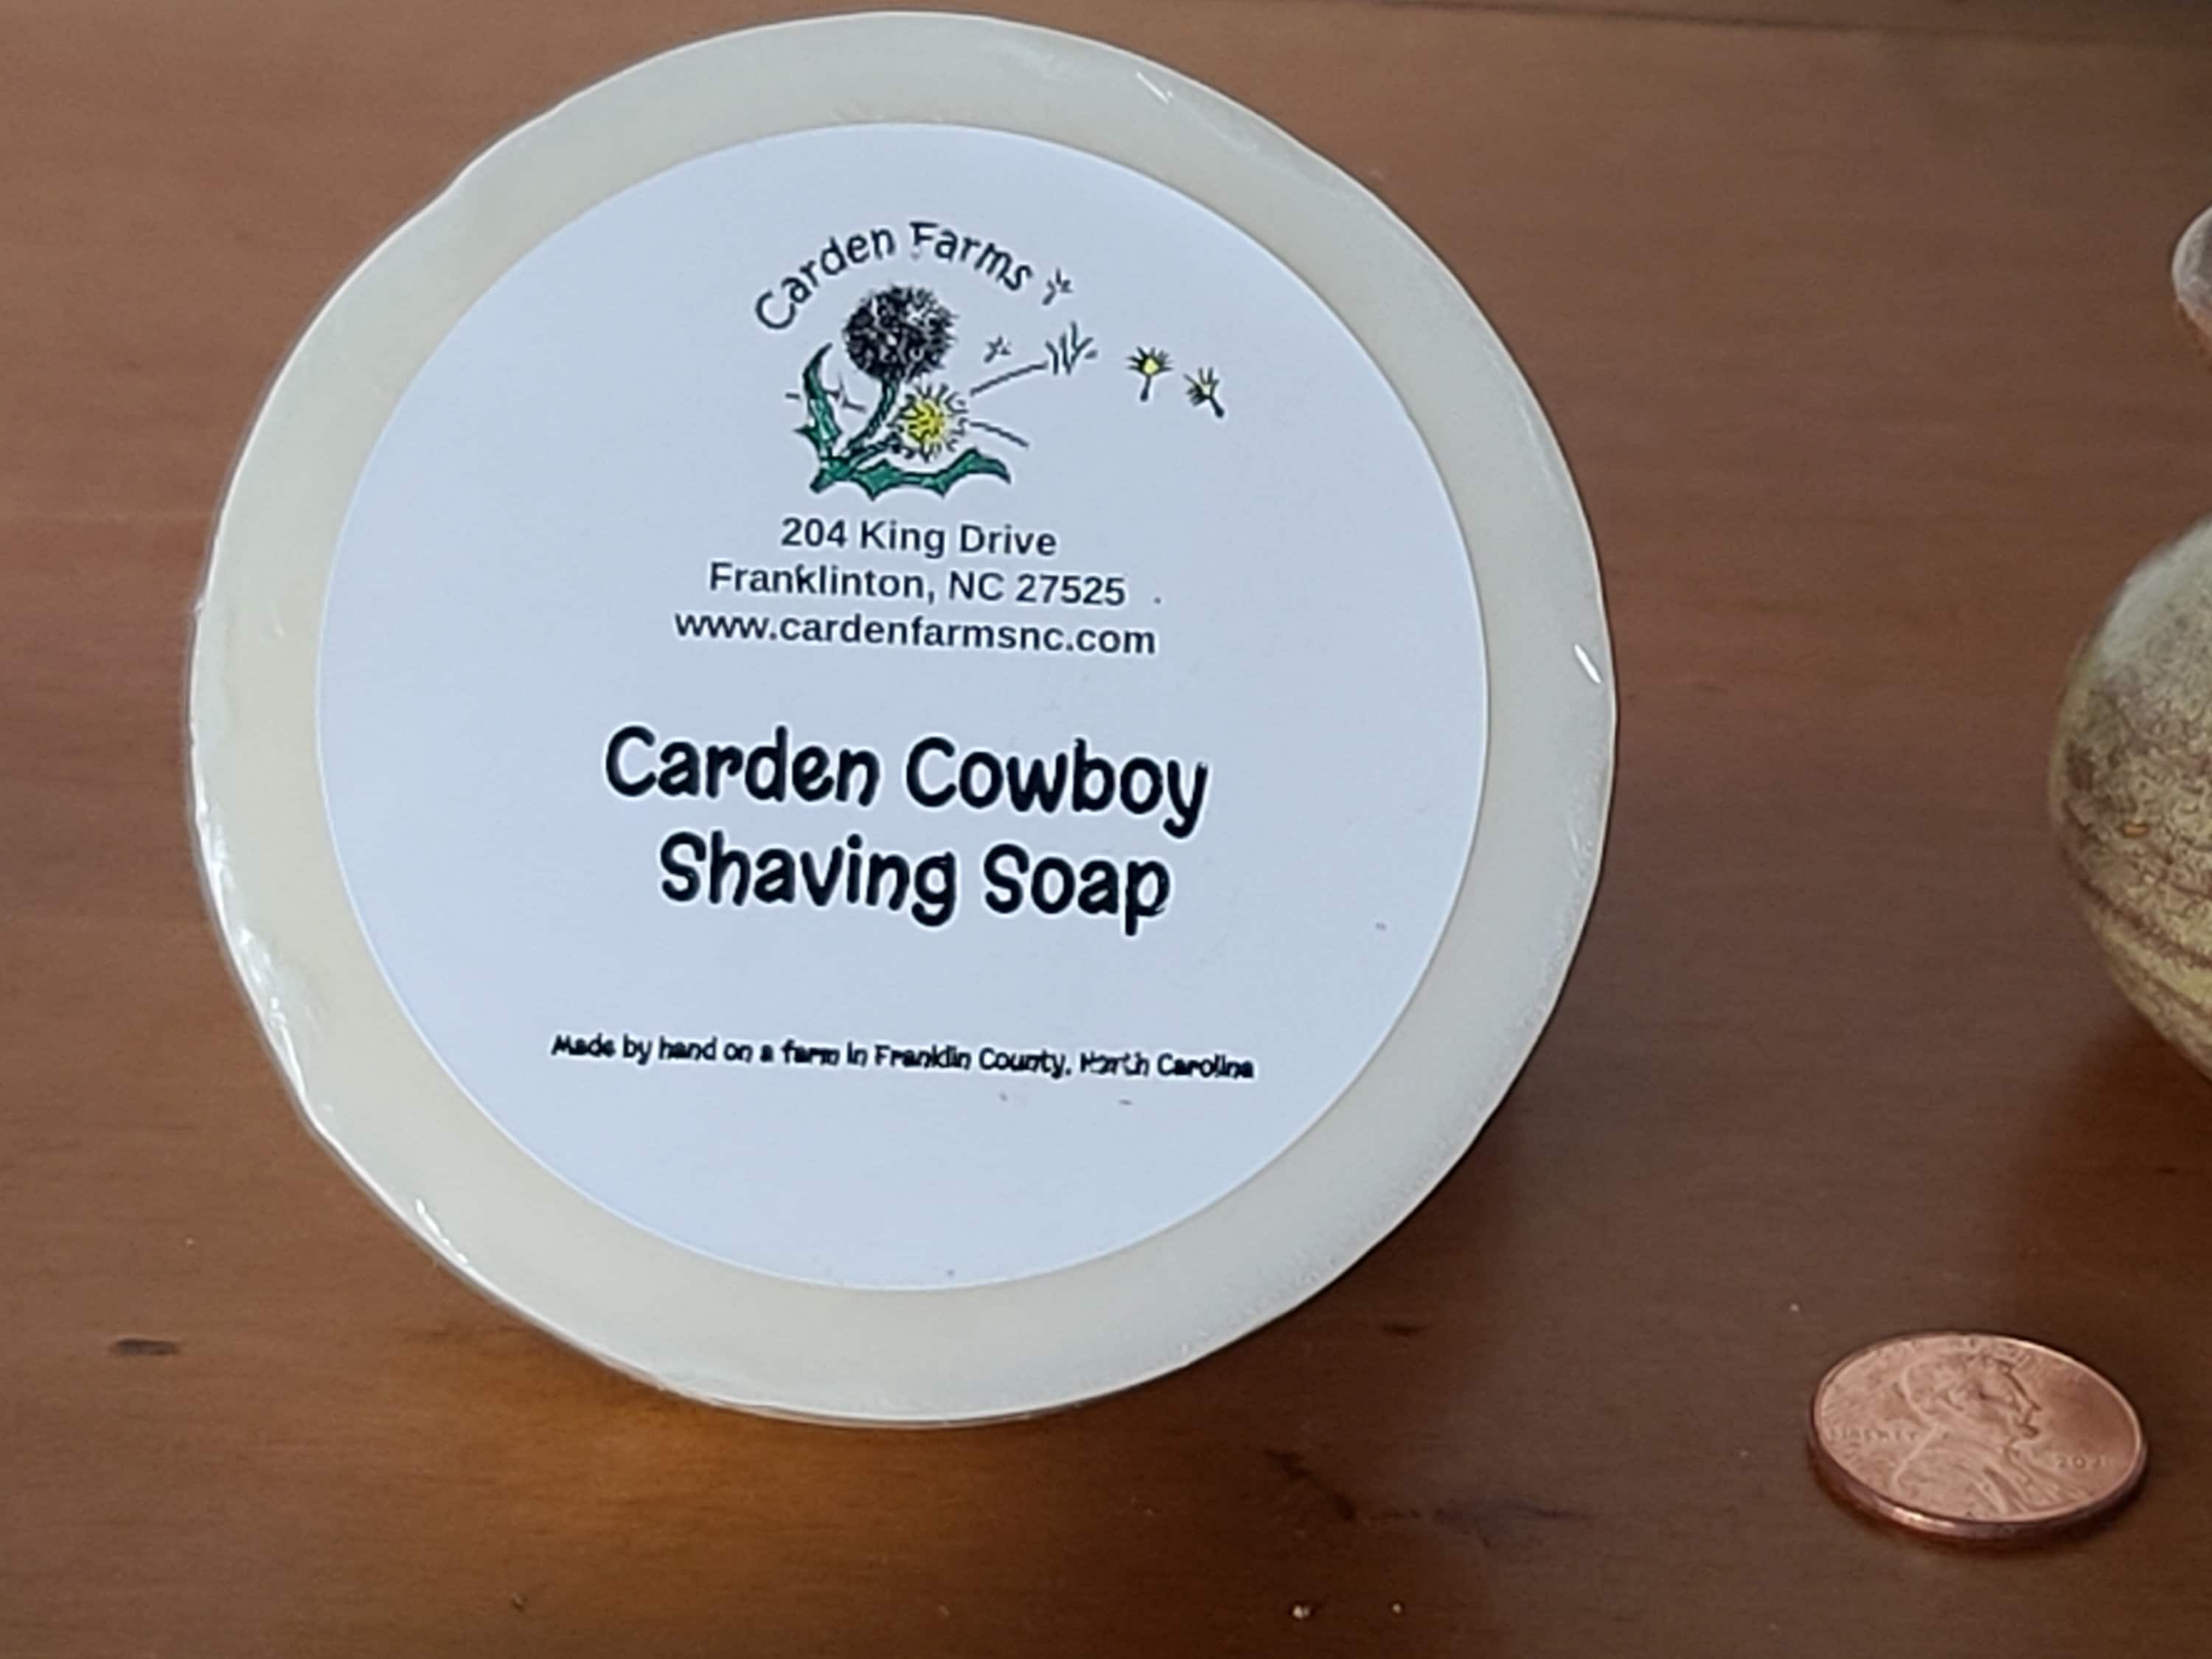 Carden Farms
204 King Drive
Franklinton, NC 27525
www.cardenfarmsnc.com
Carden Cowboy
Shaving Soap
Made by hand on a farm in Franklin County, North Carolina
LIBERTY